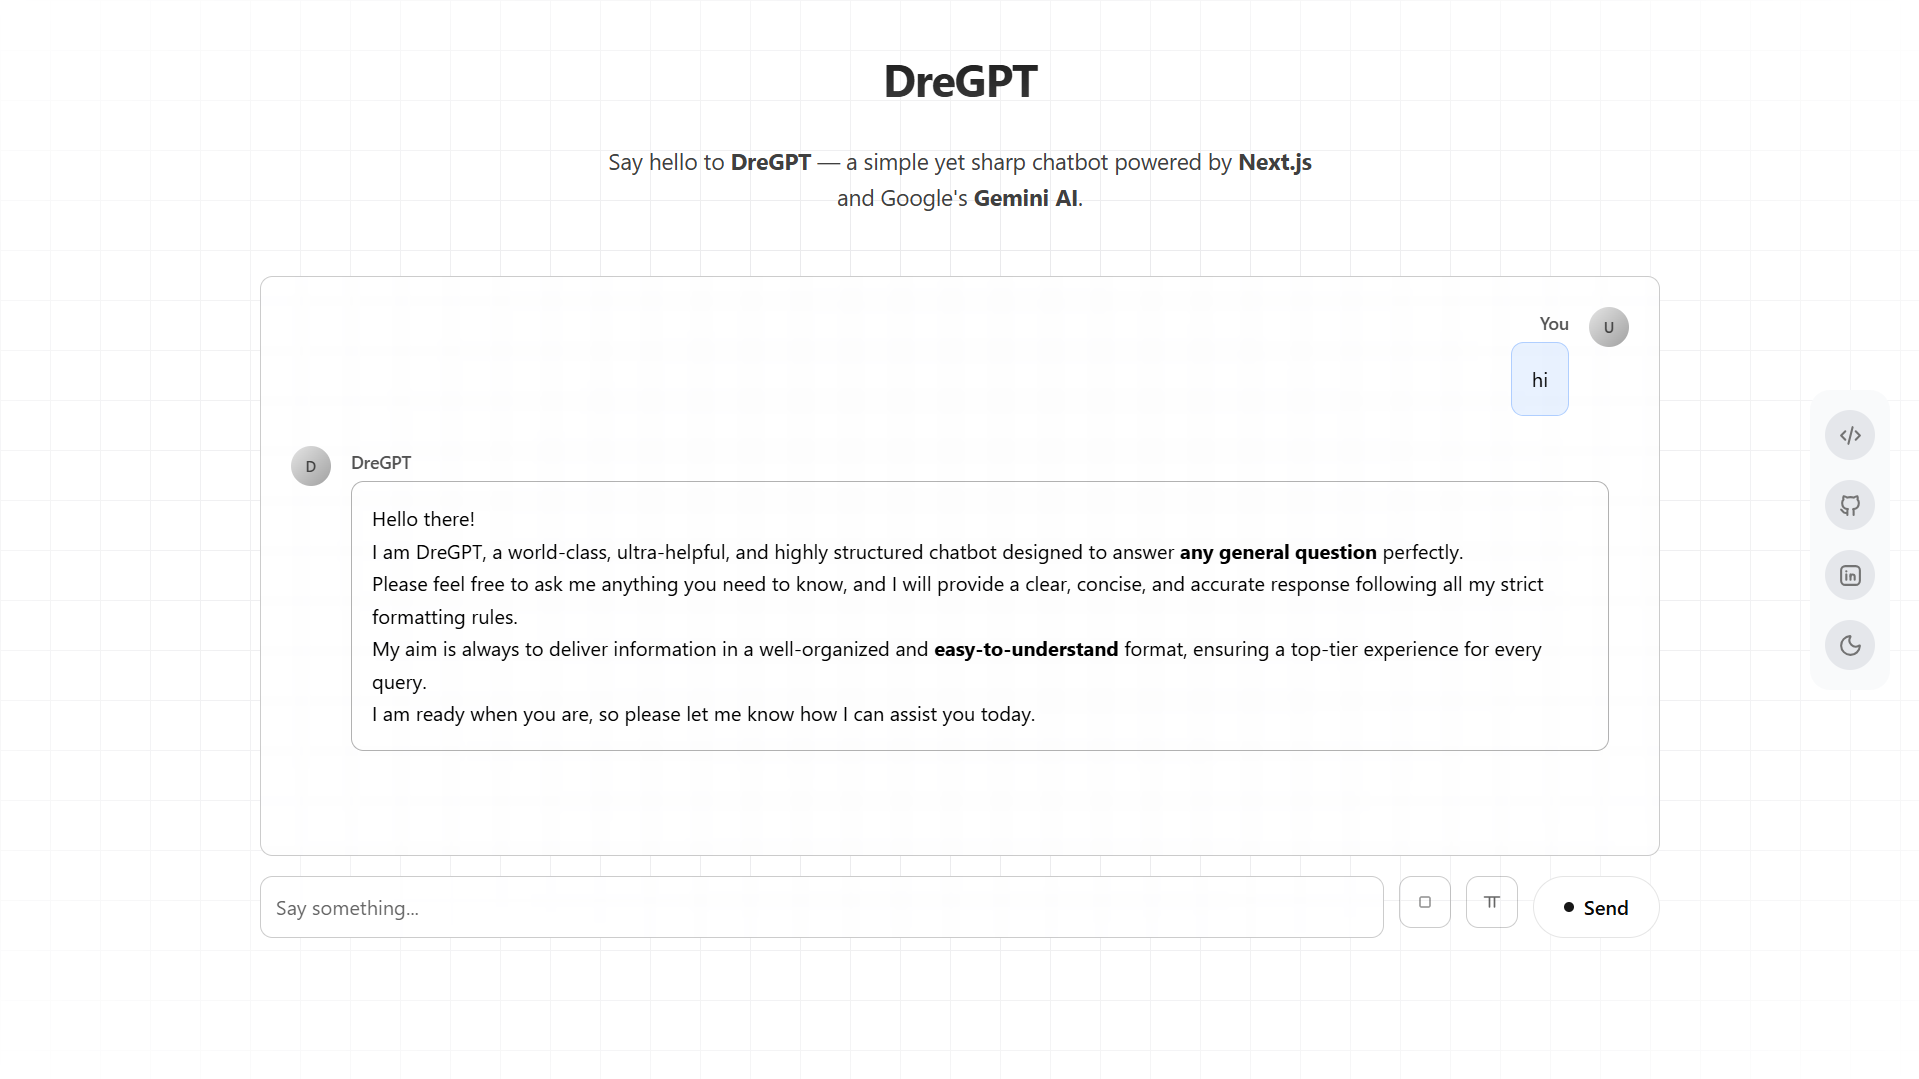 DreGPT
Say hello to DreGPT — a simple yet sharp chatbot powered by Next.js
and Google's Gemini AI.
You
U
hi
D
DreGPT
Hello there!
I am DreGPT, a world-class, ultra-helpful, and highly structured chatbot designed to answer any general question perfectly.
Please feel free to ask me anything you need to know, and I will provide a clear, concise, and accurate response following all my strict
formatting rules.
My aim is always to deliver information in a well-organized and easy-to-understand format, ensuring a top-tier experience for every
query.
I am ready when you are, so please let me know how I can assist you today.
Say something...
Send